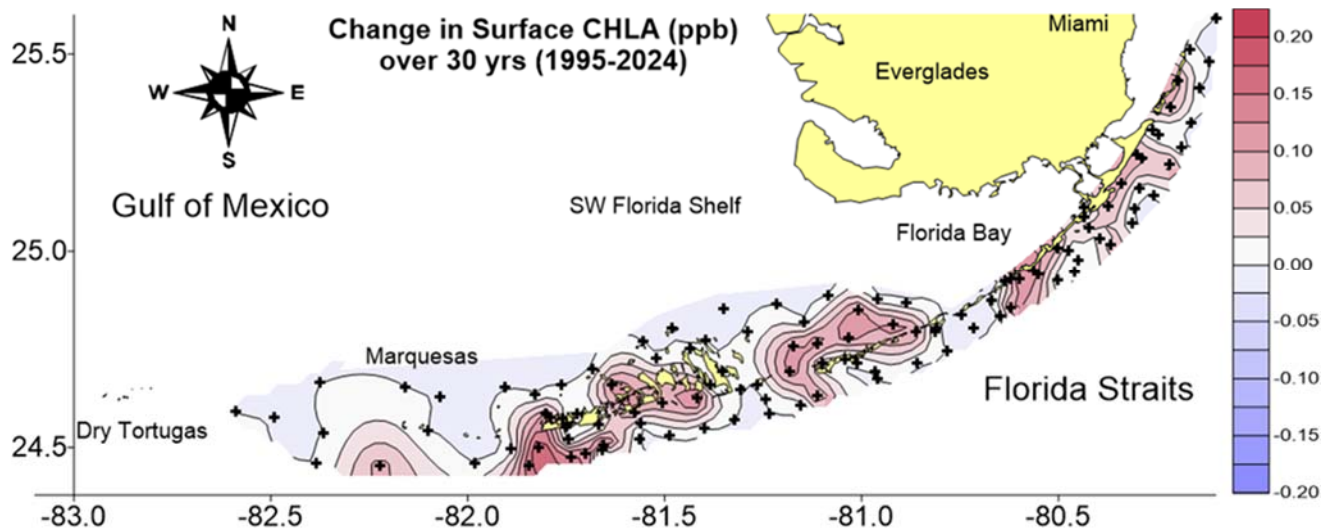 Change in Surface CHLA (ppb)
over 30 yrs (1995-2024)
N
W E
S
Gulf of Mexico
Miami
Everglades
SW Florida Shelf
Florida Bay
Marquesas
Dry Tortugas
Florida Straits
25.5
25.0
24.5
-83.0 -82.5 -82.0 -81.5 -81.0 -80.5
0.20
0.15
0.10
0.05
0.00
-0.05
-0.10
-0.15
-0.20